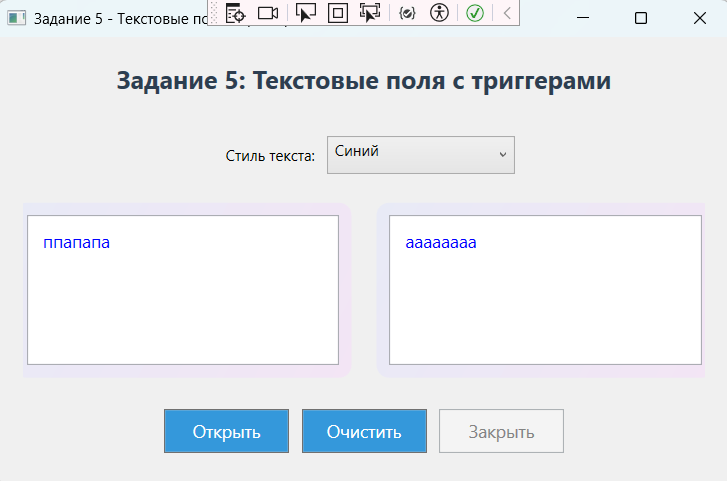 Задание 5 - Текстовые по
Задание 5: Текстовые поля с триггерами
Стиль текста:
Синий
ппапапа
аааааааа
Открыть
Очистить
Закрыть